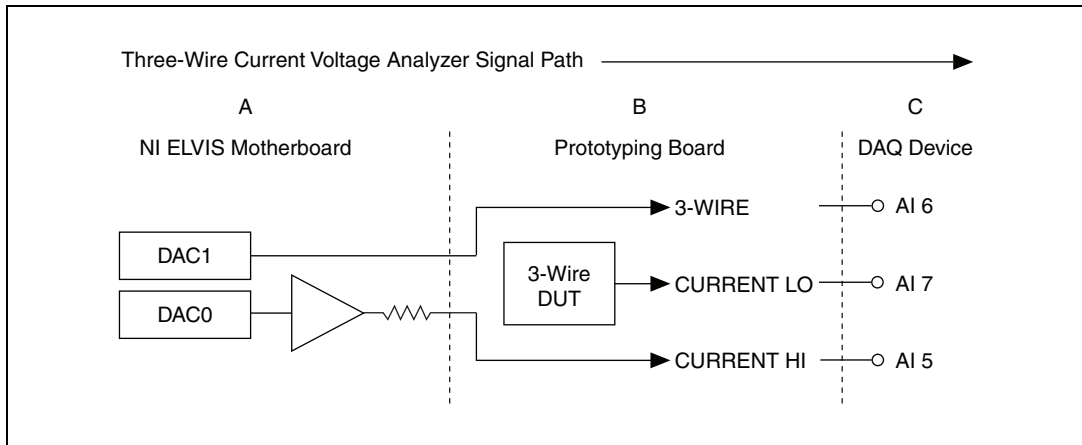 Three-Wire Current Voltage Analyzer Signal Path
A
B
C
NI ELVIS Motherboard
Prototyping Board
DAQ Device
3-WIRE
AI 6
DAC1
3-Wire
DUT
CURRENT LO
AI 7
DAC0
CURRENT HI
AI 5